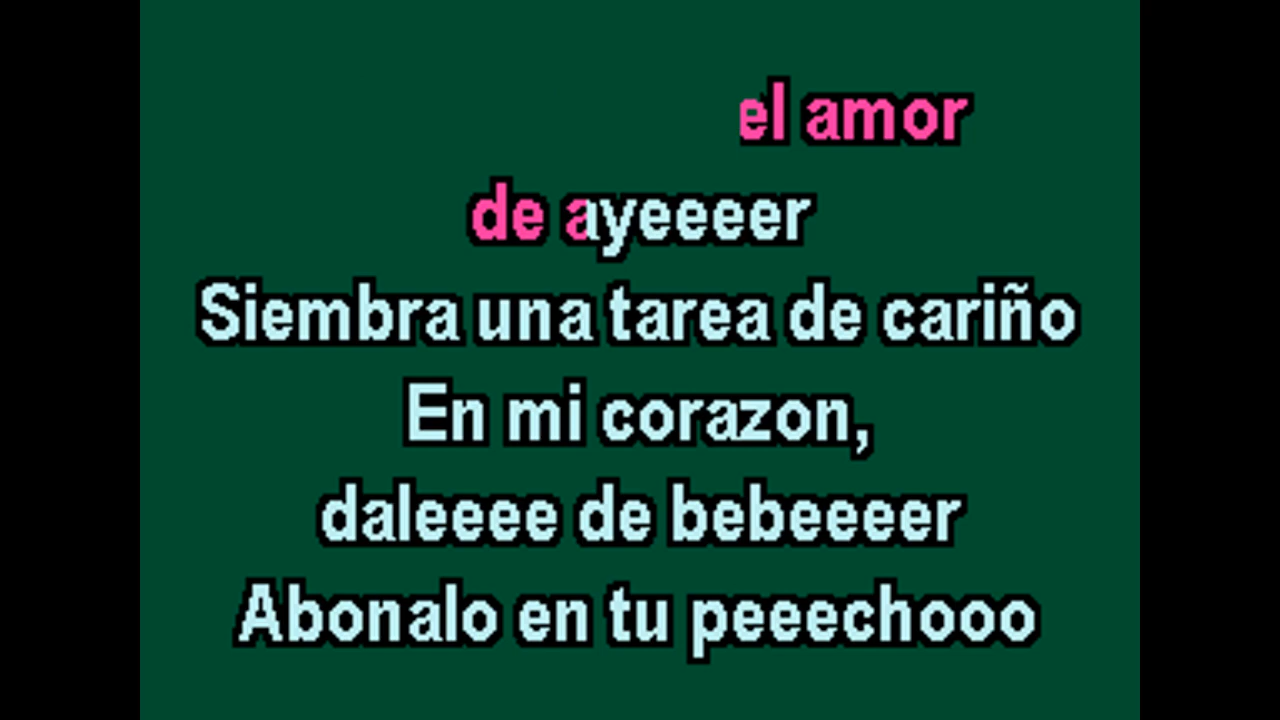 el amor
de ayeeeer
Siembra una tarea de cariño
En mi corazon,
daleeee de bebeeeer
Abonalo en tu peeechooo